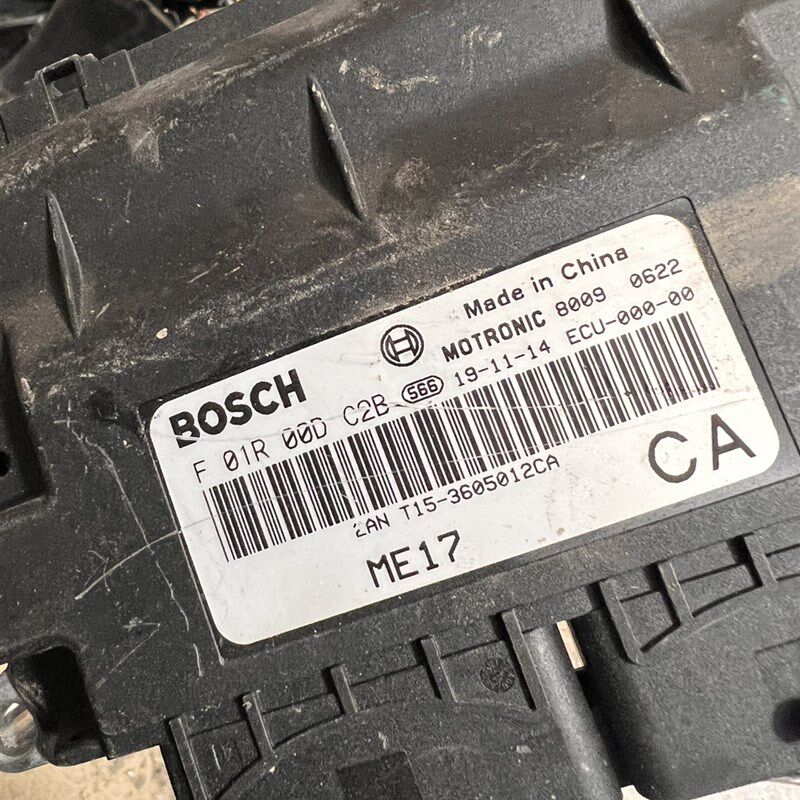 Made in China
MOTRONIC 8009 0622
BOSCH
F 01R 00D C2B S66 19-11-14 ECU-000-00
2AN T15-3605012CA
CA
ME17